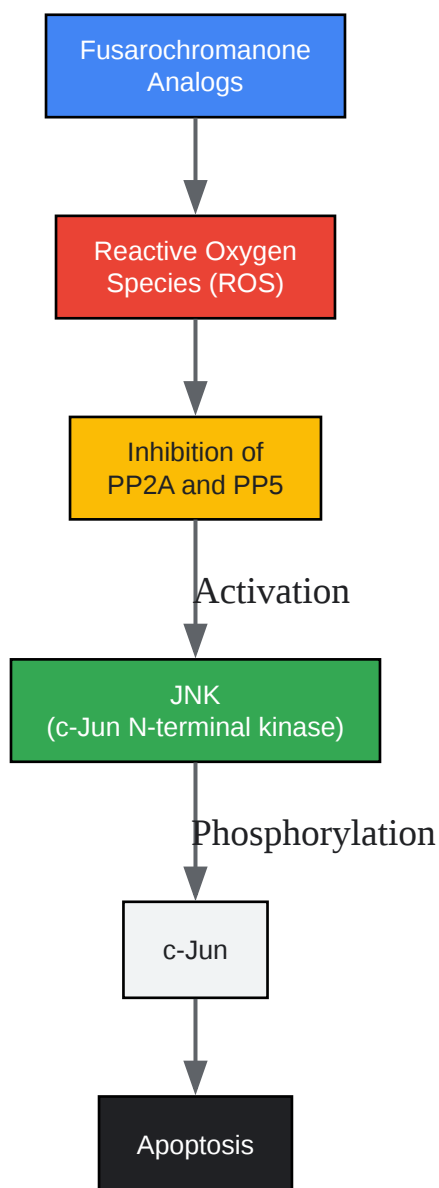 Fusarochromanone
Analogs
Reactive Oxygen
Species (ROS)
Inhibition of
PP2A and PP5
Activation
JNK
(c-Jun N-terminal kinase)
Phosphorylation
c-Jun
Apoptosis